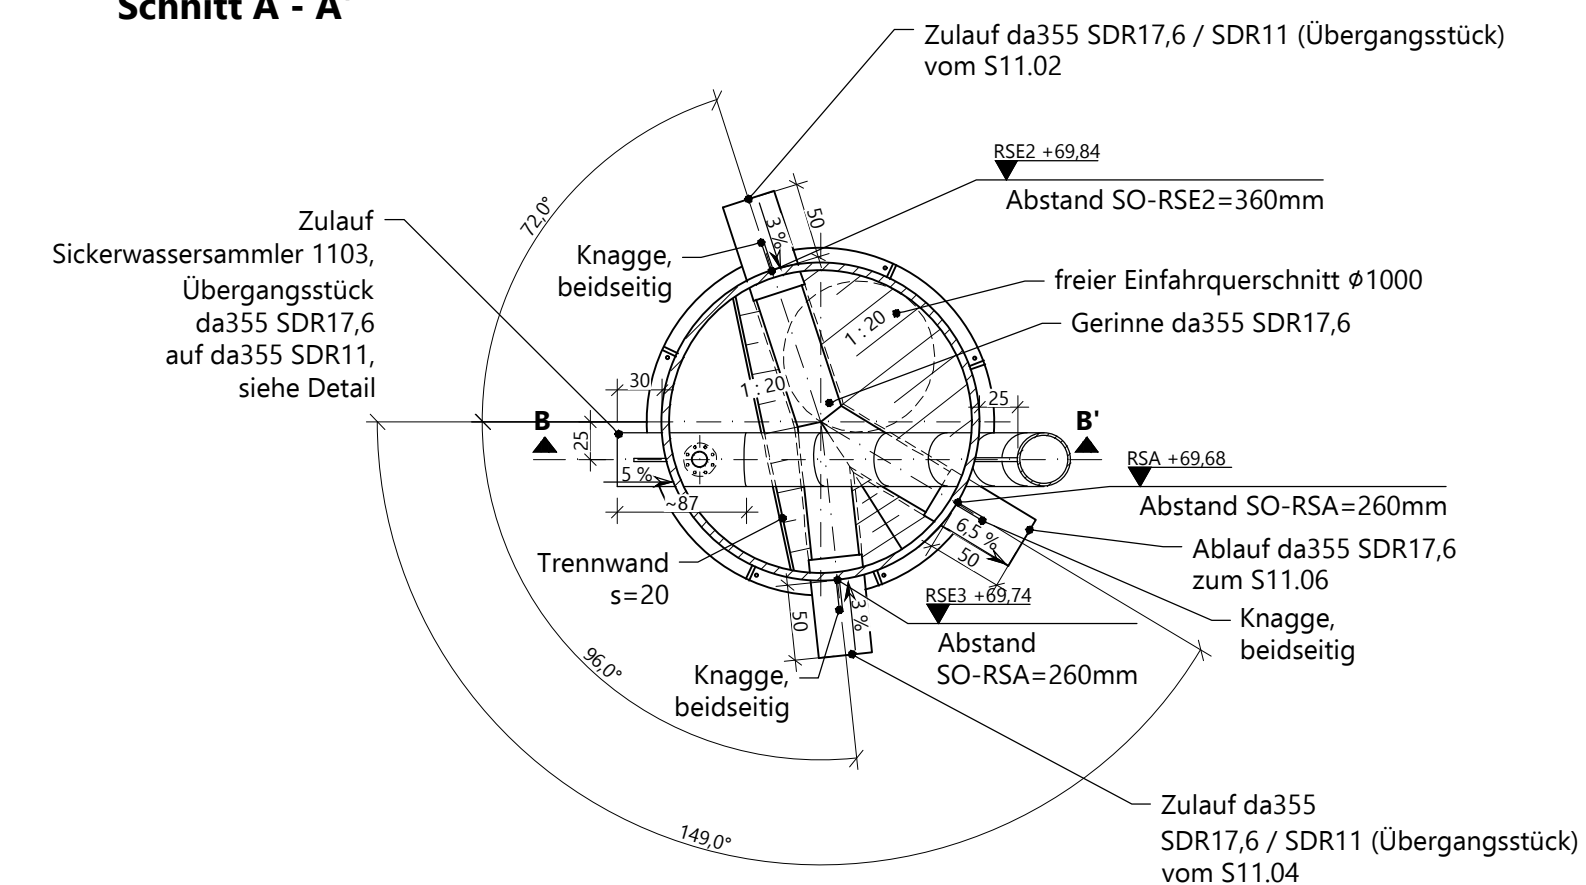 Schnitt A - A'
Zulauf da355 SDR17,6 / SDR11 (Übergangsstück)
vom S11.02
RSE2 +69,84
Abstand SO-RSE2=360mm
72,0°
50
3 %
Zulauf
Sickerwassersammler 1103,
Übergangsstück
da355 SDR17,6
auf da355 SDR11,
siehe Detail
Knagge,
beidseitig
freier Einfahrquerschnitt ϕ1000
Gerinne da355 SDR17,6
1 : 20
1 : 20
30
25
B
B'
25
5 %
~87
RSA +69,68
Abstand SO-RSA=260mm
6,5 %
50
Ablauf da355 SDR17,6
zum S11.06
Trennwand
s=20
RSE3 +69,74
Abstand
SO-RSA=260mm
Knagge,
beidseitig
50
3 %
Knagge,
beidseitig
96,0°
149,0°
Zulauf da355
SDR17,6 / SDR11 (Übergangsstück)
vom S11.04